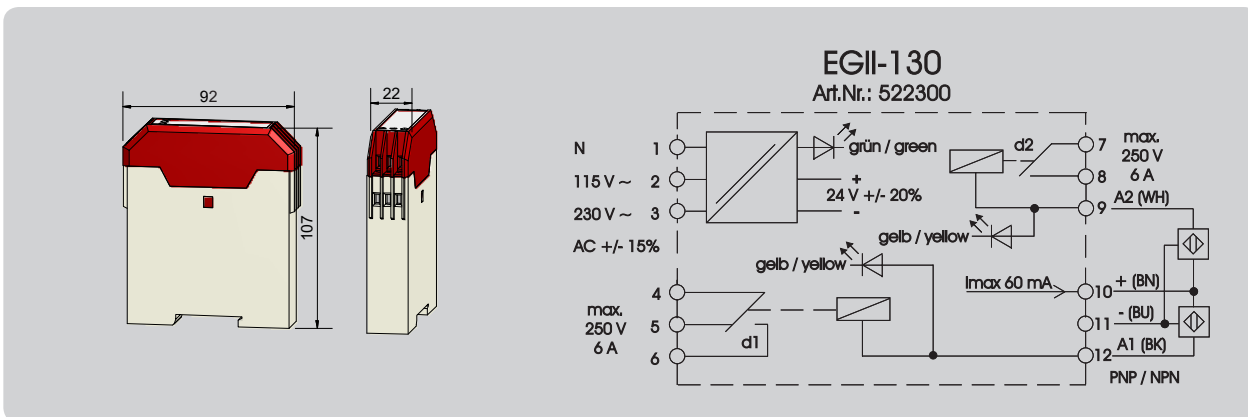 EGII-130
Art.Nr.: 522300
92
22
107
N 1
115 V ~ 2
230 V ~ 3
AC +/- 15%
grün / green
+
24 V +/- 20%
-
d2
7
8
max.
250 V
6 A
9 A2 (WH)
gelb / yellow
gelb / yellow
Imax 60 mA
10 + (BN)
11 - (BU)
12 A1 (BK)
PNP / NPN
4
5
6
max.
250 V
6 A
d1